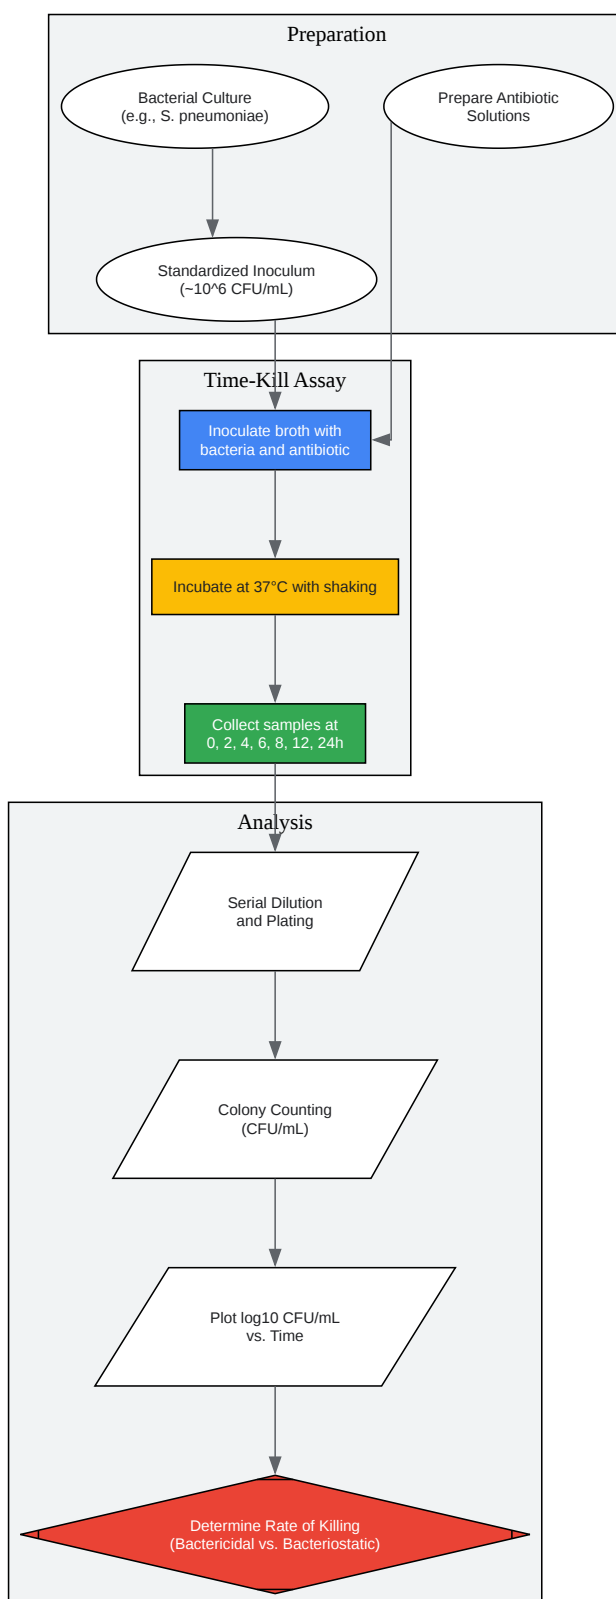 Preparation
Bacterial Culture
(e.g., S. pneumoniae)
Prepare Antibiotic
Solutions
Standardized Inoculum
(~10^6 CFU/mL)
Time-Kill Assay
Inoculate broth with
bacteria and antibiotic
Incubate at 37°C with shaking
Collect samples at
0, 2, 4, 6, 8, 12, 24h
Analysis
Serial Dilution
and Plating
Colony Counting
(CFU/mL)
Plot log10 CFU/mL
vs. Time
Determine Rate of Killing
(Bactericidal vs. Bacteriostatic)